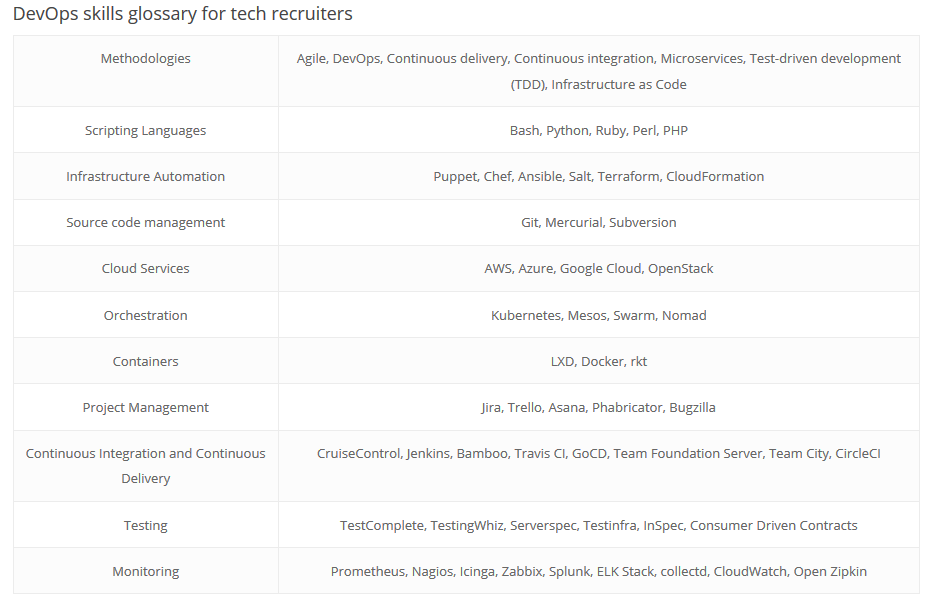 DevOps skills glossary for tech recruiters
Methodologies
Agile, DevOps, Continuous delivery, Continuous integration, Microservices, Test-driven development
(TDD), Infrastructure as Code
Scripting Languages
Bash, Python, Ruby, Perl, PHP
Infrastructure Automation
Puppet, Chef, Ansible, Salt, Terraform, CloudFormation
Source code management
Git, Mercurial, Subversion
Cloud Services
AWS, Azure, Google Cloud, OpenStack
Orchestration
Kubernetes, Mesos, Swarm, Nomad
Containers
LXD, Docker, rkt
Project Management
Jira, Trello, Asana, Phabricator, Bugzilla
Continuous Integration and Continuous
Delivery
CruiseControl, Jenkins, Bamboo, Travis CI, GoCD, Team Foundation Server, Team City, CircleCI
Testing
TestComplete, TestingWhiz, Serverspec, Testinfra, InSpec, Consumer Driven Contracts
Monitoring
Prometheus, Nagios, Icinga, Zabbix, Splunk, ELK Stack, collectd, CloudWatch, Open Zipkin